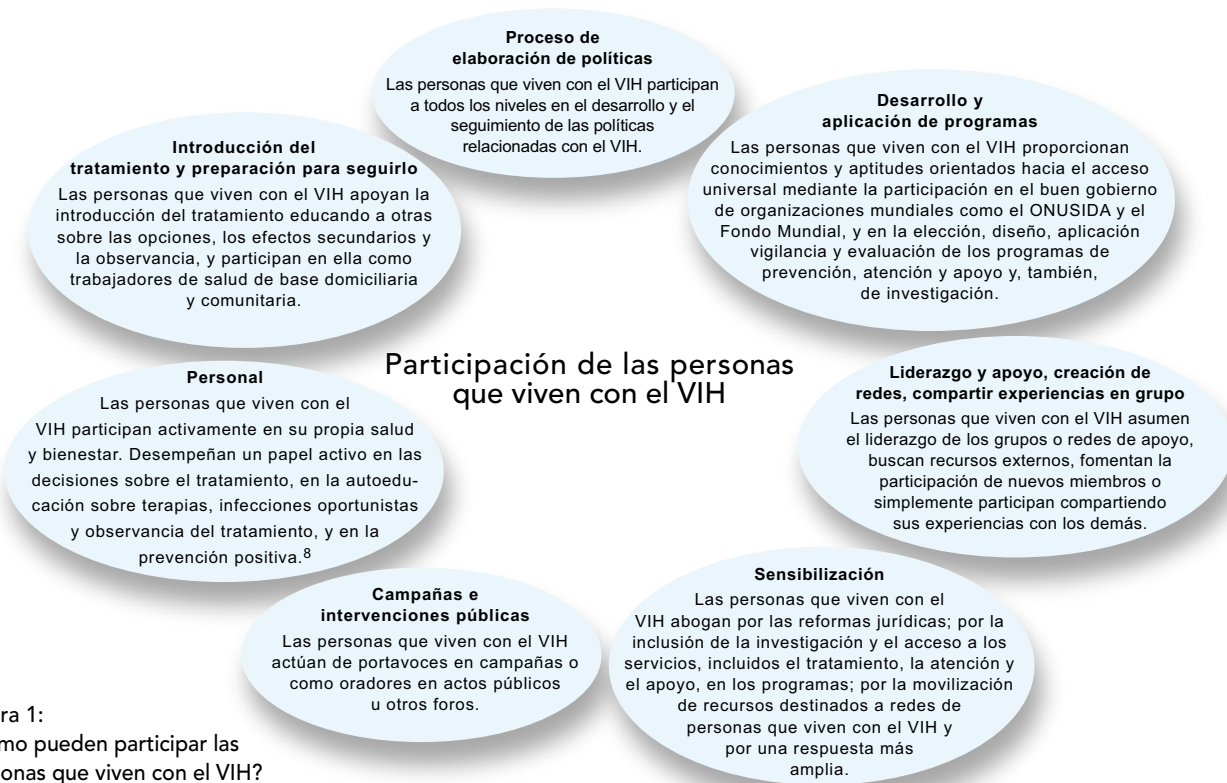 Proceso de
elaboración de políticas
Las personas que viven con el VIH participan
a todos los niveles en el desarrollo y el
seguimiento de las políticas
relacionadas con el VIH.
Desarrollo y
aplicación de programas
Las personas que viven con el VIH proporcionan
conocimientos y aptitudes orientados hacia el acceso
universal mediante la participación en el buen gobierno
de organizaciones mundiales como el ONUSIDA y el
Fondo Mundial, y en la elección, diseño, aplicación
vigilancia y evaluación de los programas de
prevención, atención y apoyo y, también,
de investigación.
Introducción del
tratamiento y preparación para seguirlo
Las personas que viven con el VIH apoyan la
introducción del tratamiento educando a otras
sobre las opciones, los efectos secundarios y
la observancia, y participan en ella como
trabajadores de salud de base domiciliaria
y comunitaria.
Participación de las personas
que viven con el VIH
Liderazgo y apoyo, creación de
redes, compartir experiencias en grupo
Las personas que viven con el VIH asumen
el liderazgo de los grupos o redes de apoyo,
buscan recursos externos, fomentan la
participación de nuevos miembros o
simplemente participan compartiendo
sus experiencias con los demás.
Personal
Las personas que viven con el
VIH participan activamente en su propia salud
y bienestar. Desempeñan un papel activo en las
decisiones sobre el tratamiento, en la autoedu-
cación sobre terapias, infecciones oportunistas
y observancia del tratamiento, y en la
prevención positiva.8
Sensibilización
Las personas que viven con el
VIH abogan por las reformas jurídicas; por la
inclusión de la investigación y el acceso a los
servicios, incluidos el tratamiento, la atención y
el apoyo, en los programas; por la movilización
de recursos destinados a redes de
personas que viven con el VIH y
por una respuesta más
amplia.
Campañas e
intervenciones públicas
Las personas que viven con el VIH
actúan de portavoces en campañas o
como oradores en actos públicos
u otros foros.
ra 1:
mo pueden participar las
onas que viven con el VIH?